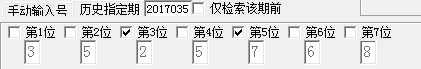 手动输入号 历史指定期 2017035 仅检索该期前
第1位 第2位 第3位 第4位 第5位 第6位 第7位
3 5 2 5 7 6 8